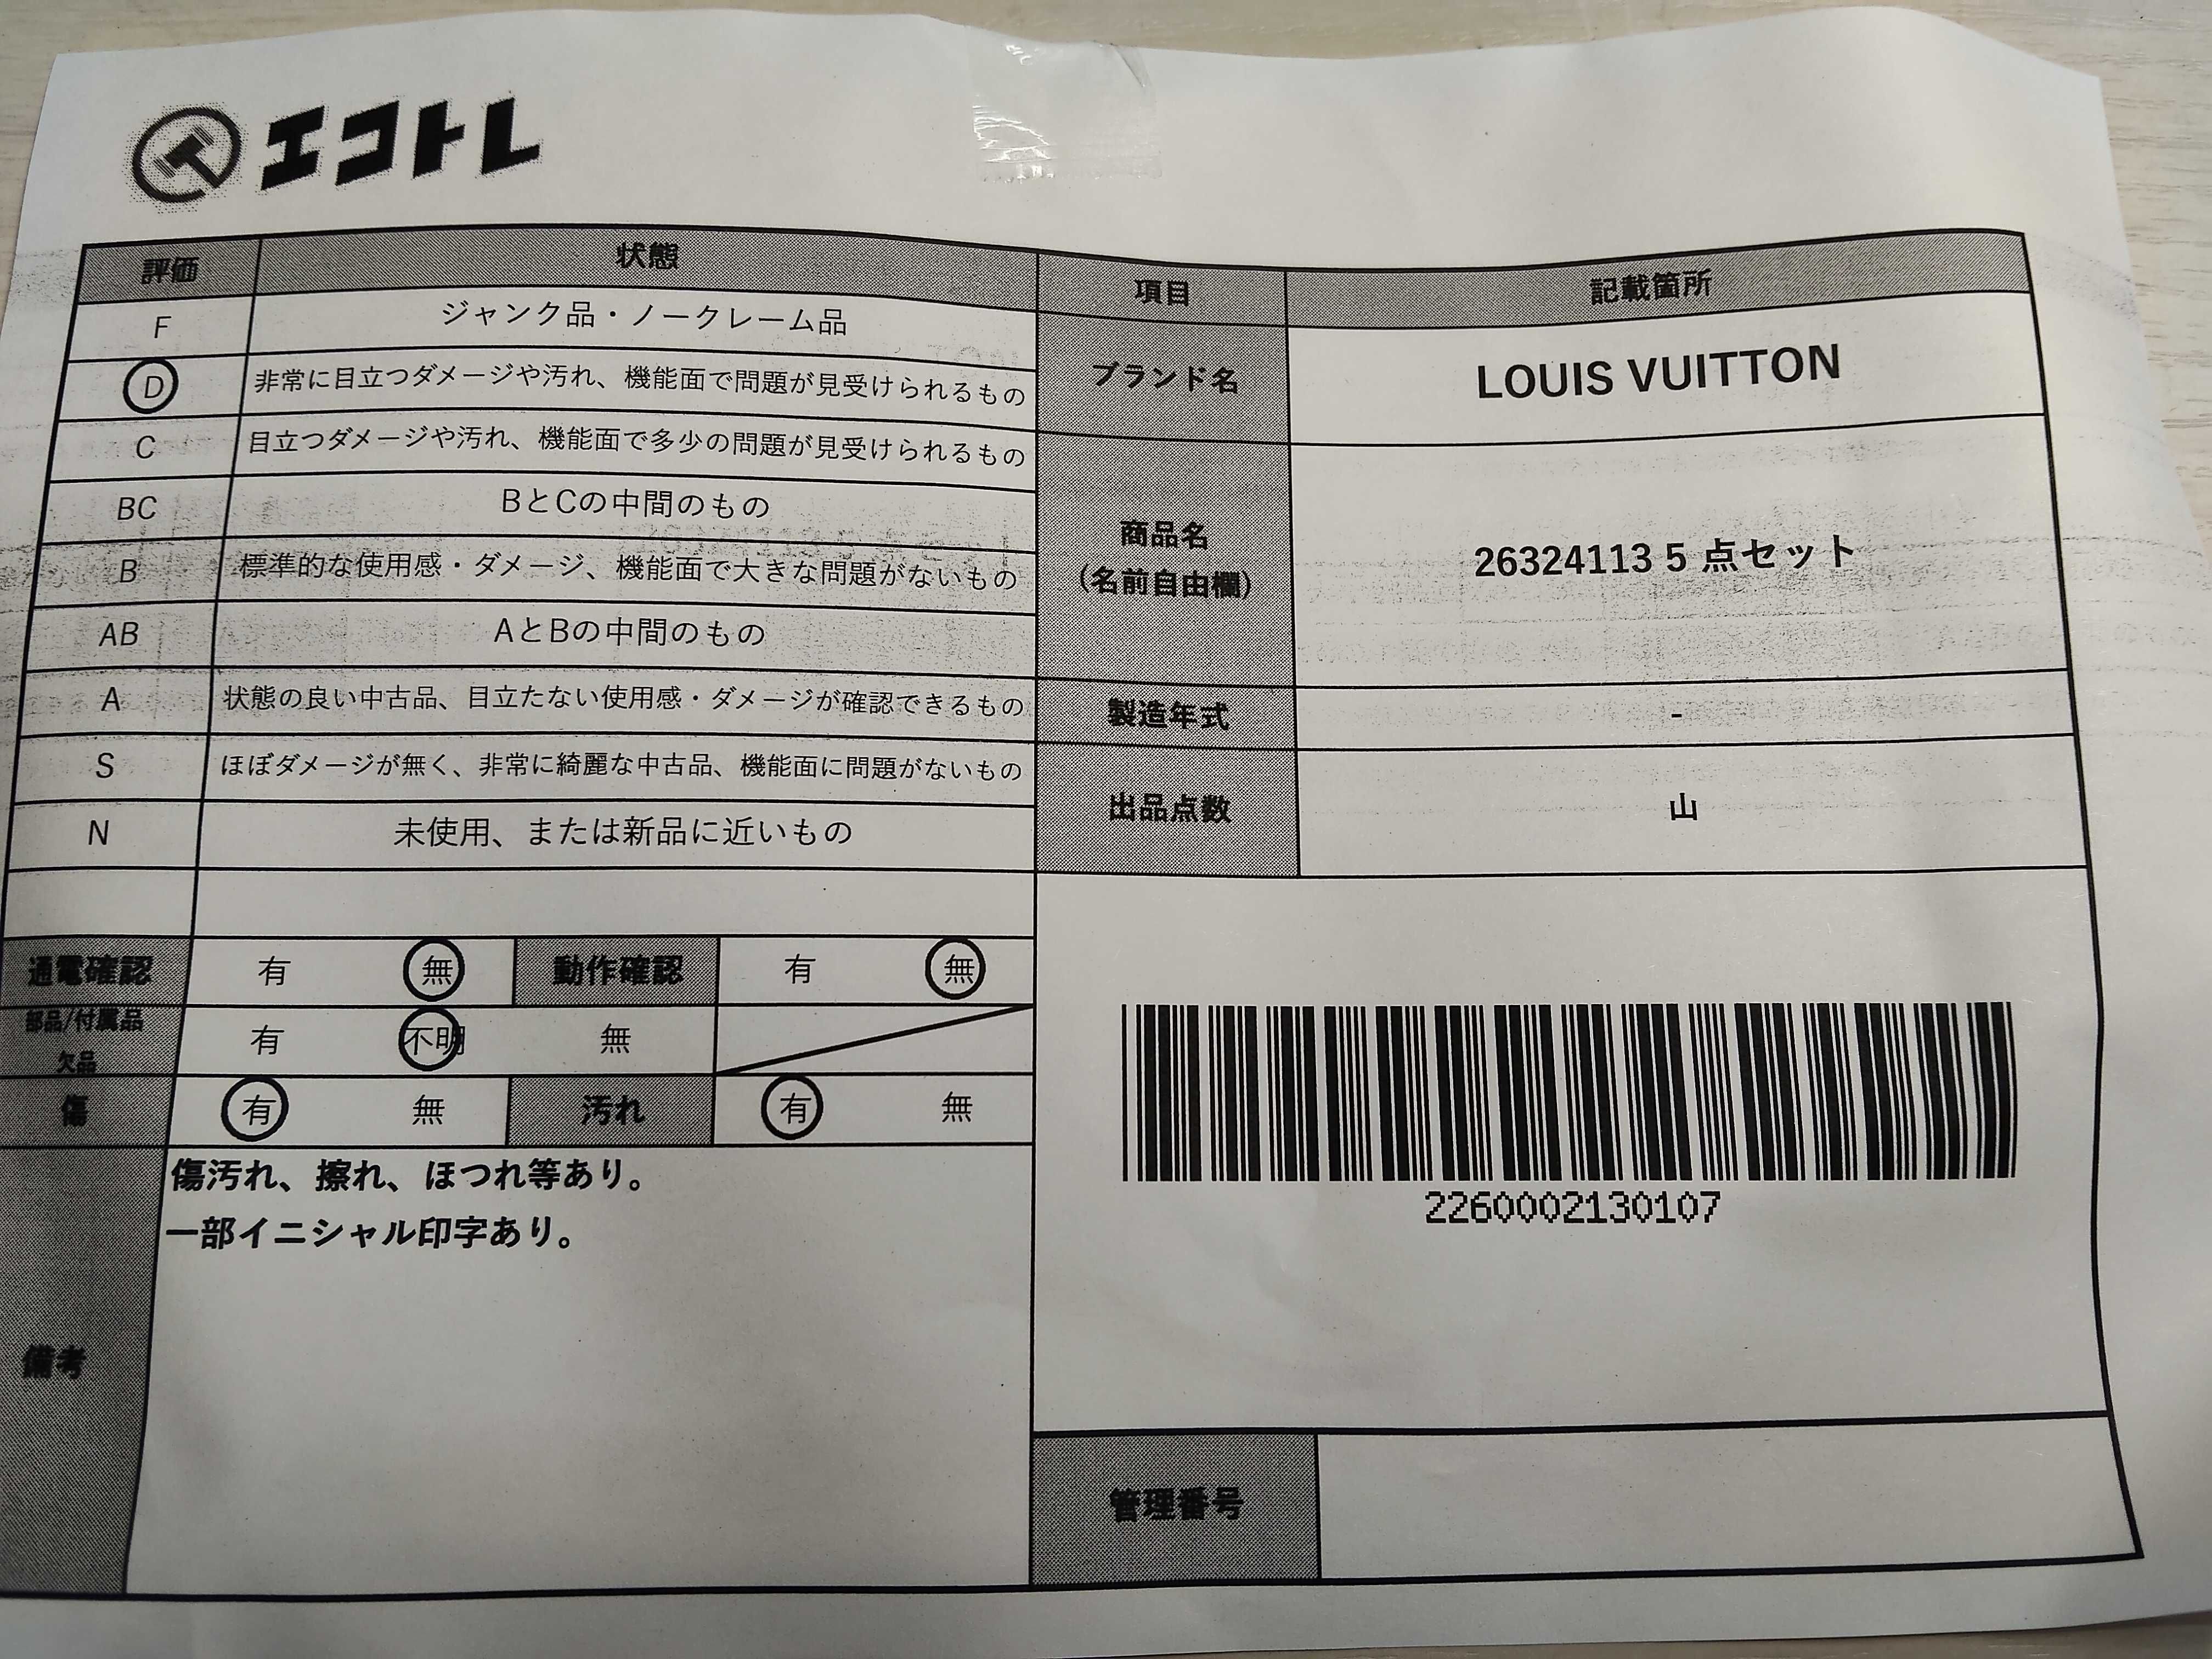 エコトレ
評価 状態
F ジャンク品・ノークレーム品
D 非常に目立つダメージや汚れ、機能面で問題が見受けられるもの
C 目立つダメージや汚れ、機能面で多少の問題が見受けられるもの
BC BとCの中間のもの
B 標準的な使用感・ダメージ、機能面で大きな問題がないもの
AB AとBの中間のもの
A 状態の良い中古品、目立たない使用感・ダメージが確認できるもの
S ほぼダメージが無く、非常に綺麗な中古品、機能面に問題がないもの
N 未使用、または新品に近いもの
通電確認 有 無 動作確認 有 無
部品/付属品
欠品
有 不明 無
傷 有 無 汚れ 有 無
備考
傷汚れ、擦れ、ほつれ等あり。
一部イニシャル印字あり。
項目 記載箇所
ブランド名 LOUIS VUITTON
商品名
（名前自由欄）
26324113 5 点セット
製造年式 -
出品点数 山
2260002130107
管理番号